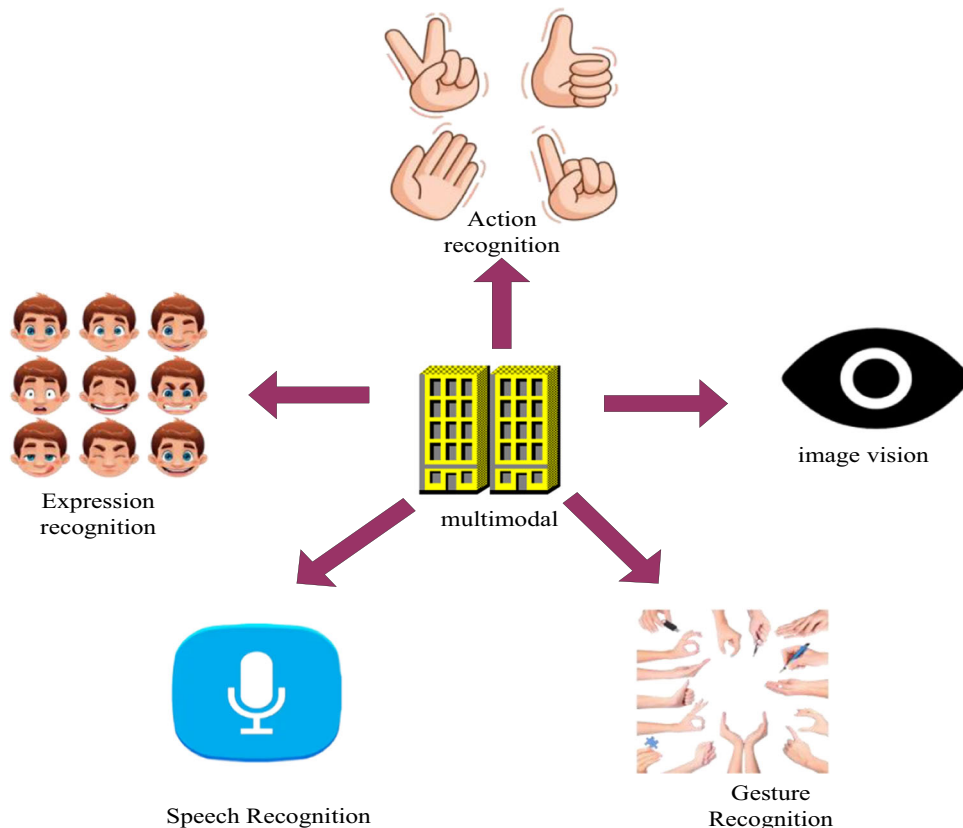 Action
recognition
image vision
Expression
recognition
multimodal
Speech Recognition
Gesture
Recognition